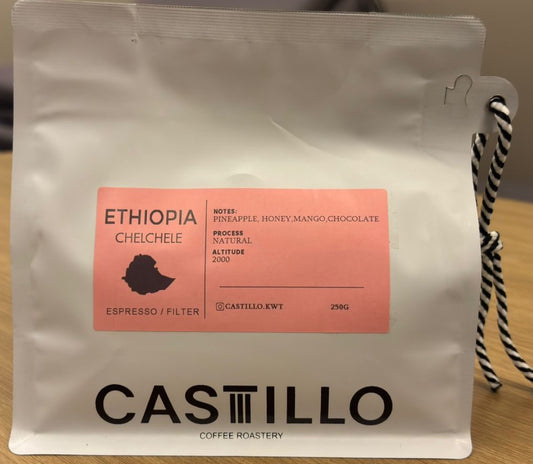 ETHIOPIA
CHELCHELE
ESPRESSO / FILTER
NOTES:
PINEAPPLE, HONEY,MANGO,CHOCOLATE
PROCESS
NATURAL
ALTITUDE
2000
CASTILLO.KWT 250G
CASTILLO
COFFEE ROASTERY